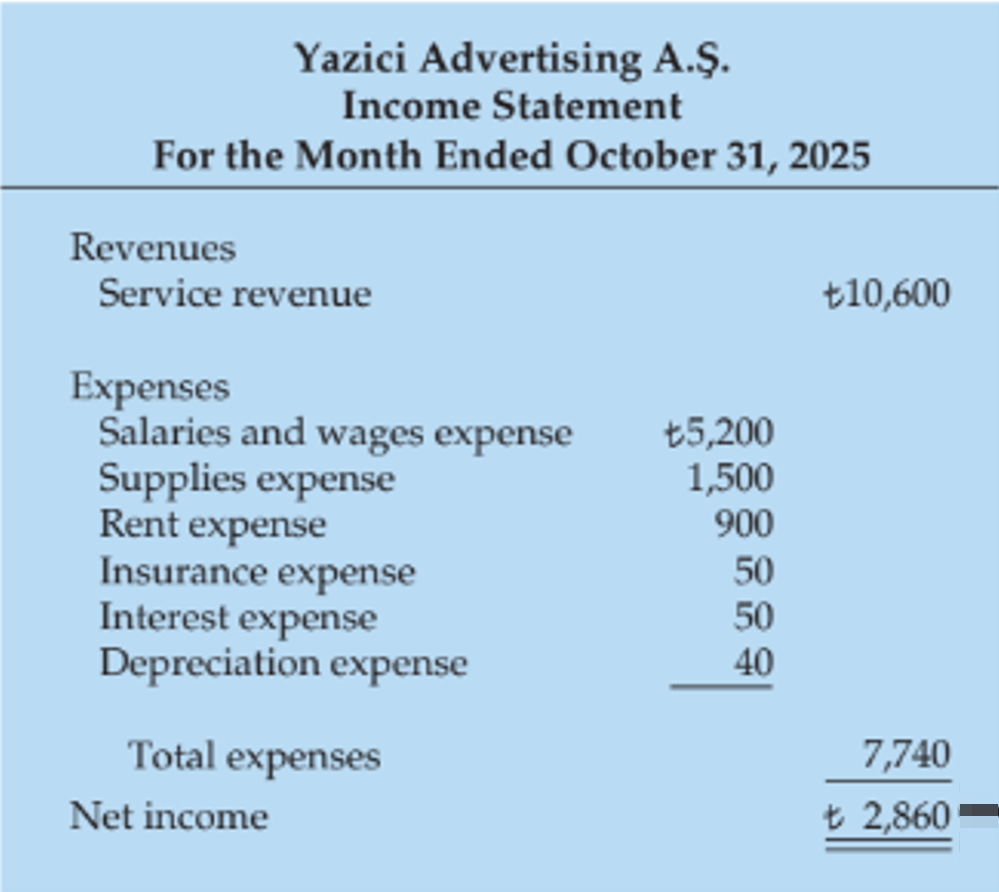 Yazici Advertising A.Ş.
Income Statement
For the Month Ended October 31, 2025
Revenues
Service revenue ₺10,600
Expenses
Salaries and wages expense ₺5,200
Supplies expense 1,500
Rent expense 900
Insurance expense 50
Interest expense 50
Depreciation expense 40
Total expenses 7,740
Net income ₺ 2,860